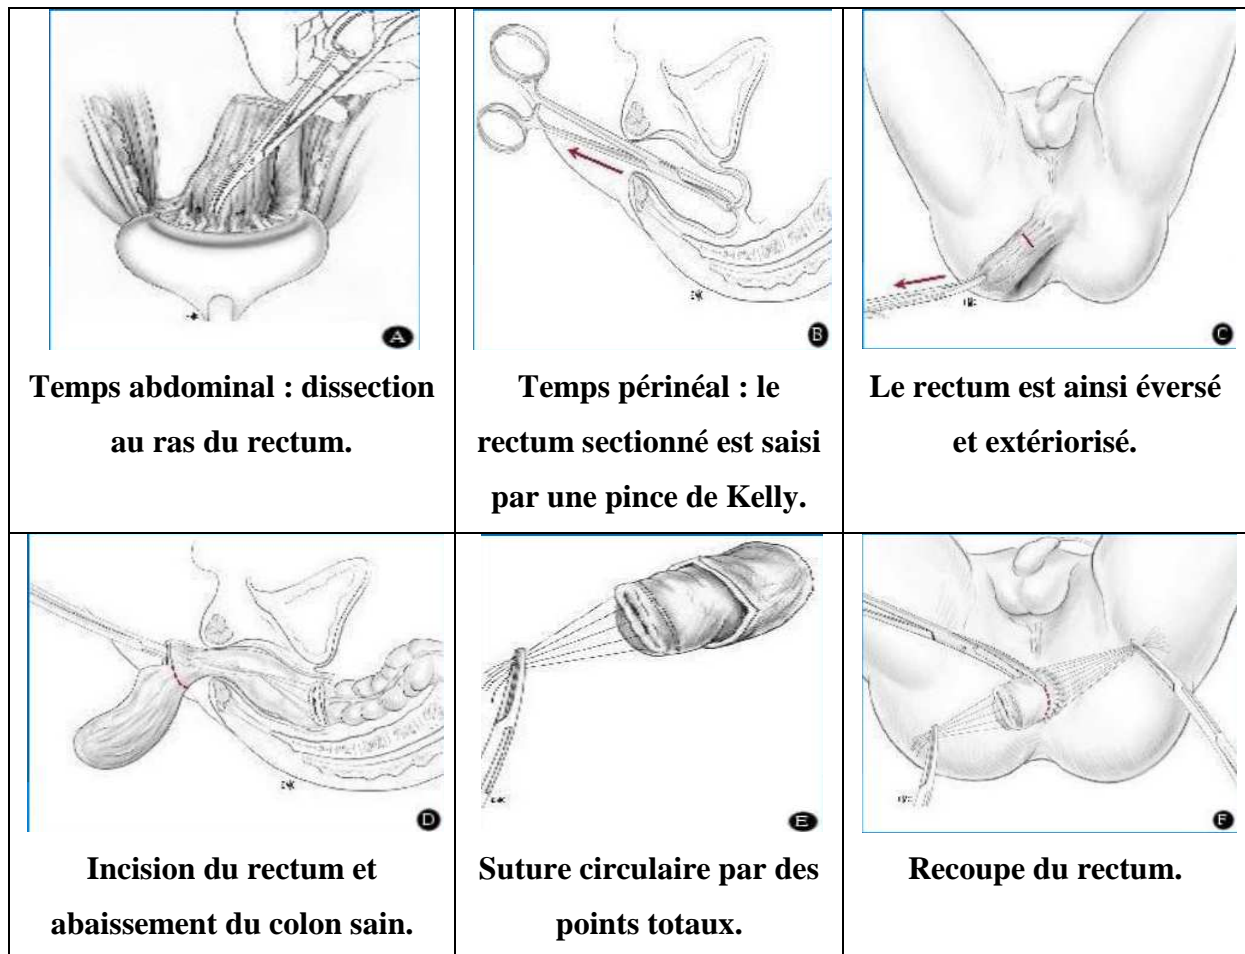 A
B
C
Temps abdominal : dissection
au ras du rectum.
Temps périnéal : le
rectum sectionné est saisi
par une pince de Kelly.
Le rectum est ainsi éversé
et extériorisé.
D
E
F
Incision du rectum et
abaissement du colon sain.
Suture circulaire par des
points totaux.
Recoupe du rectum.